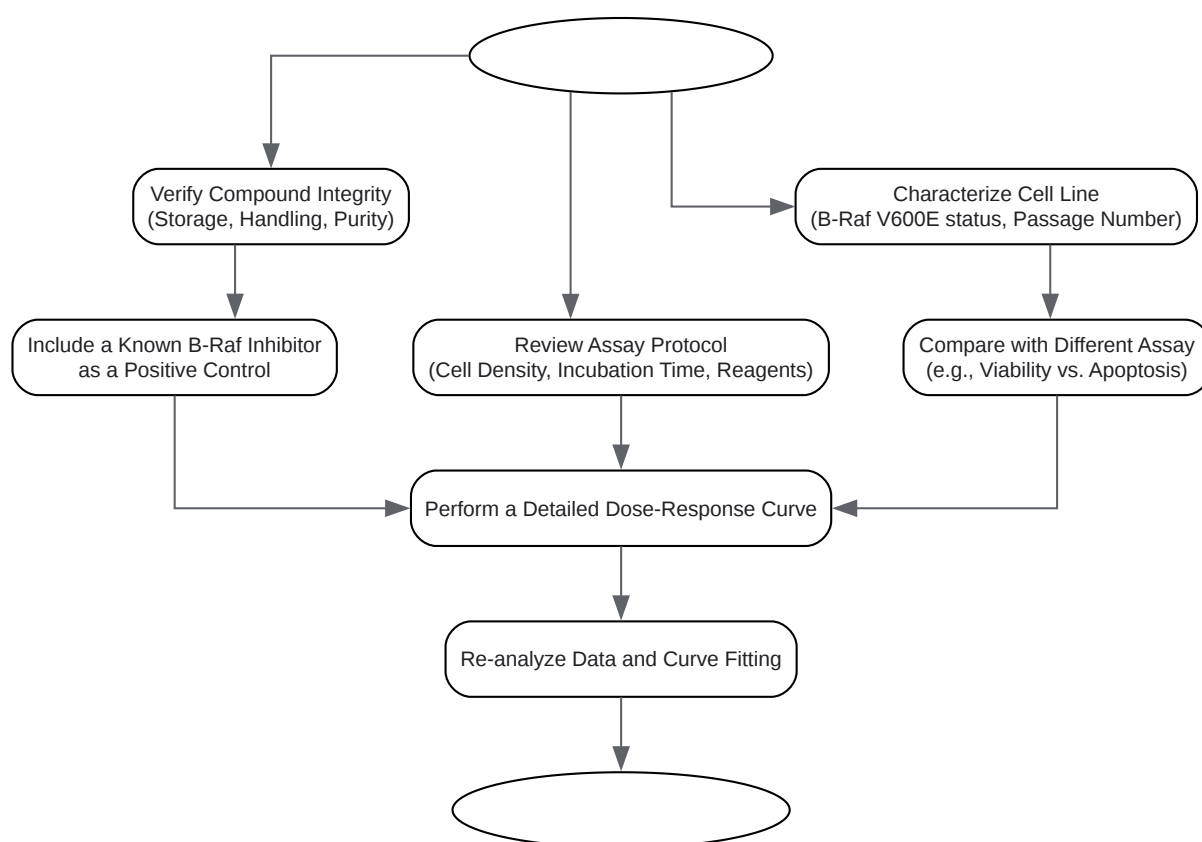 Verify Compound Integrity
(Storage, Handling, Purity)
Characterize Cell Line
(B-Raf V600E status, Passage Number)
Include a Known B-Raf Inhibitor
as a Positive Control
Review Assay Protocol
(Cell Density, Incubation Time, Reagents)
Compare with Different Assay
(e.g., Viability vs. Apoptosis)
Perform a Detailed Dose-Response Curve
Re-analyze Data and Curve Fitting